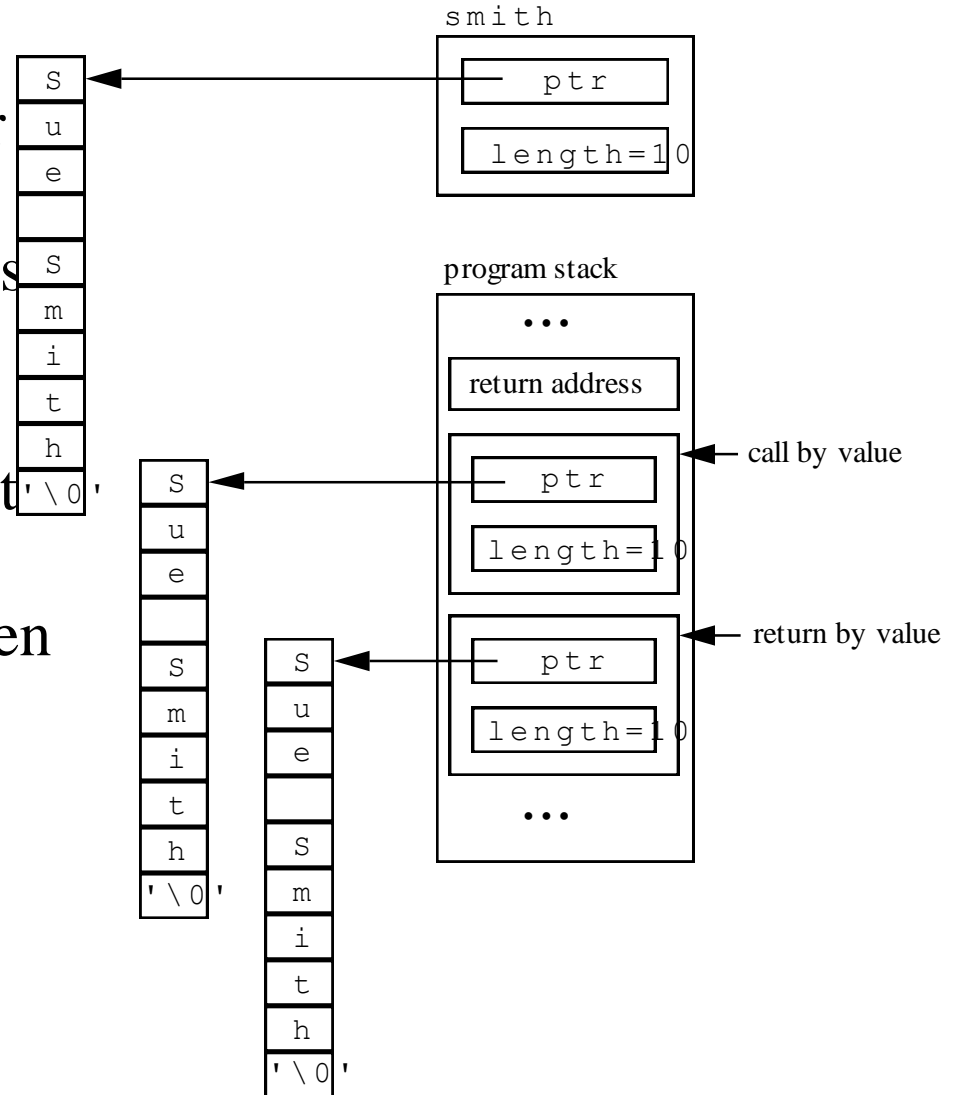 smith
S
u
e
S
m
i
t
h
'\0'
ptr
length=10
program stack
...
return address
call by value
ptr
length=10
S
u
e
S
m
i
t
h
'\0'
return by value
ptr
length=10
S
u
e
S
m
i
t
h
'\0'
...
s
t
en